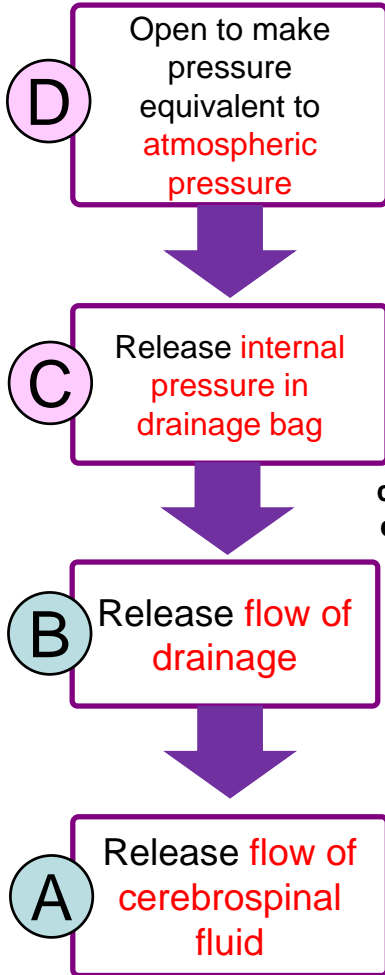 D
Open to make
pressure
equivalent to
atmospheric
pressure
C
Release internal
pressure in
drainage bag
B
Release flow of
drainage
A
Release flow of
cerebrospinal
fluid